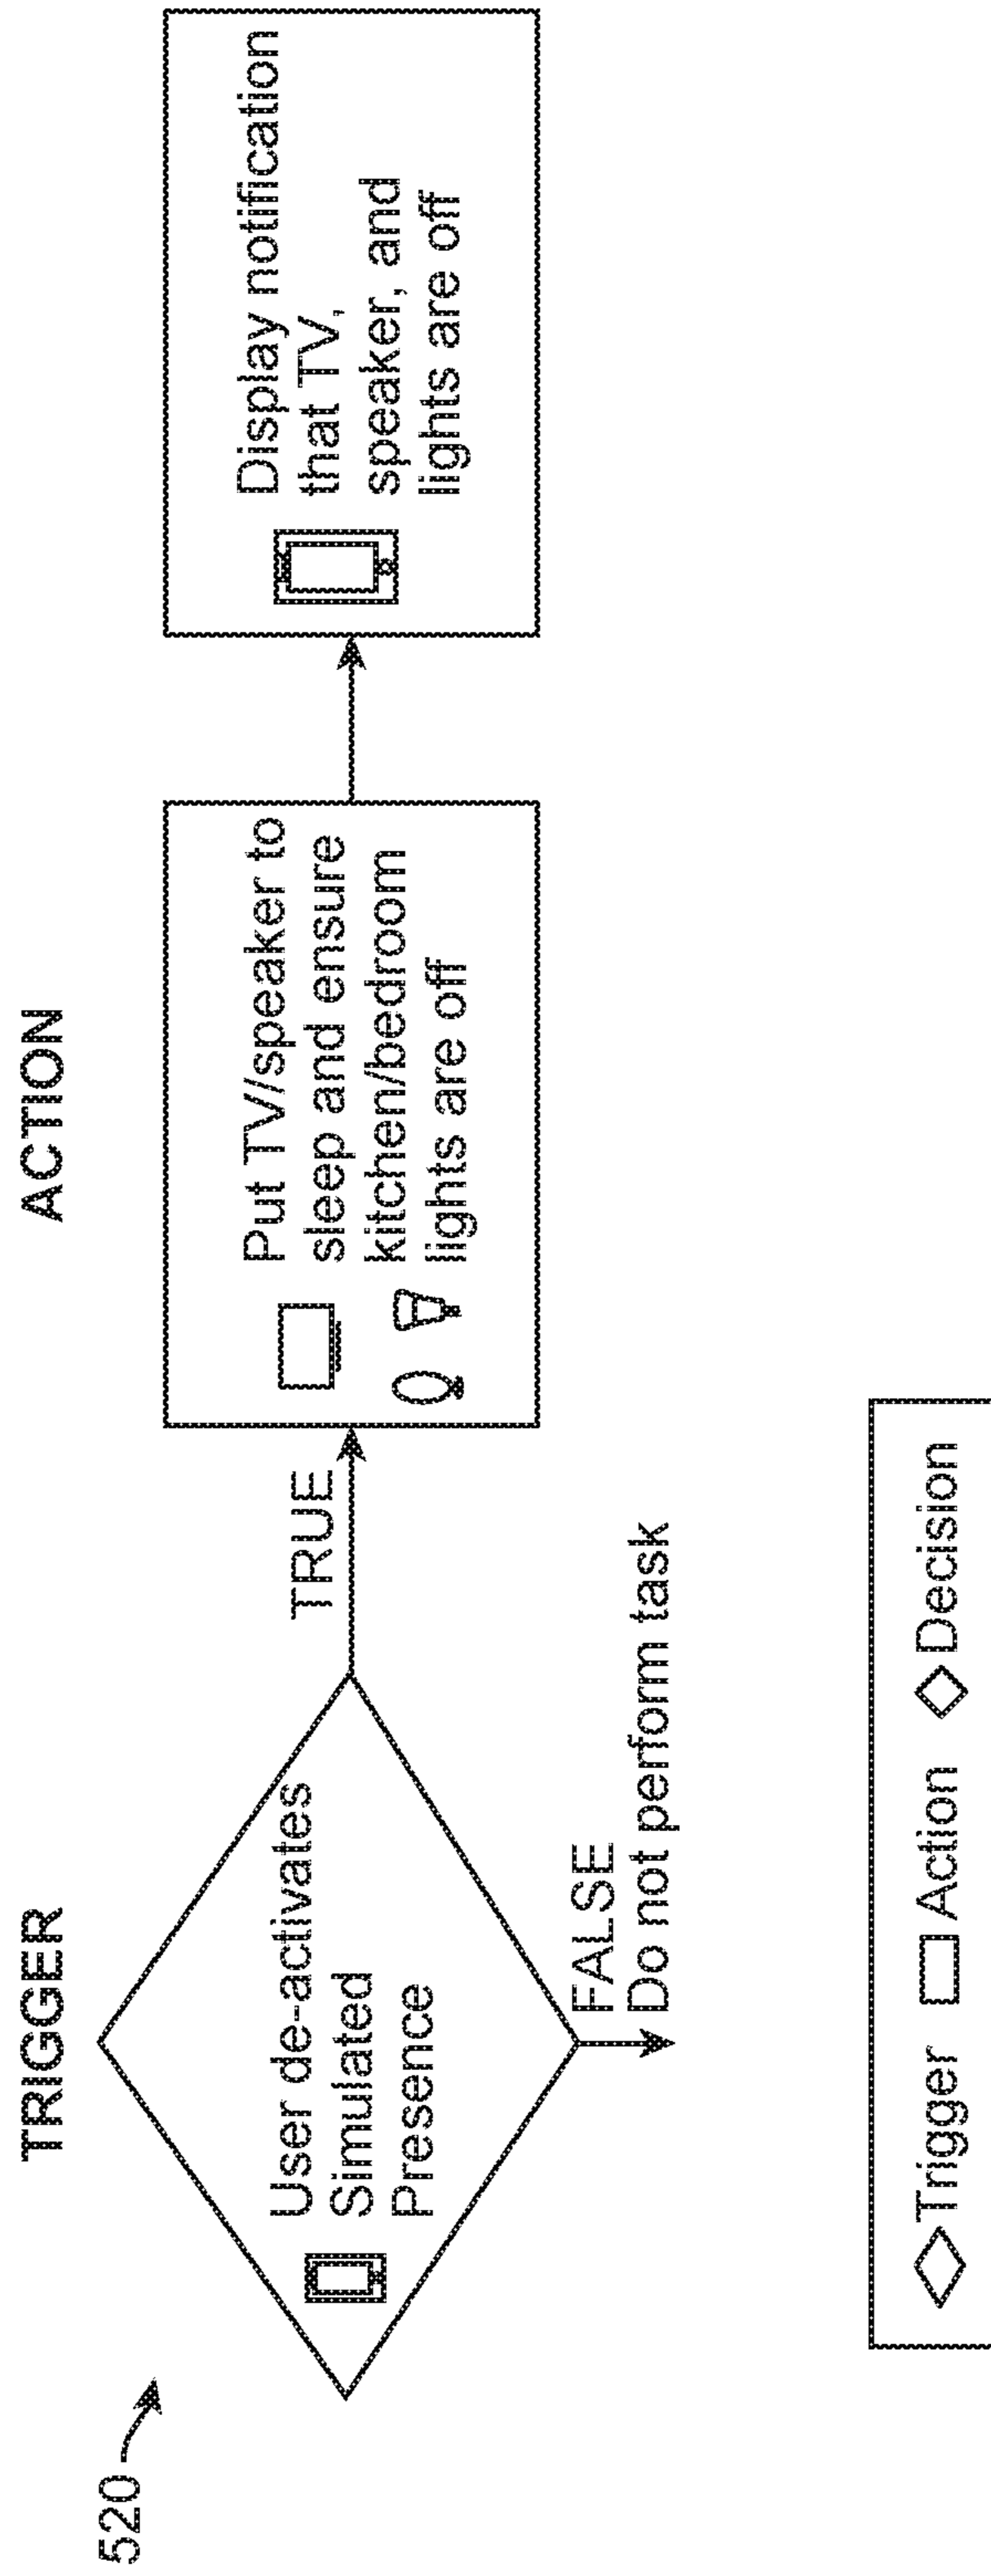 520
TRIGGER
ACTION
User de-activates
Simulated
Presence
TRUE
FALSE
Do not perform task
Put TV/speaker to
sleep and ensure
kitchen/bedroom
lights are off
Display notification
that TV,
speaker, and
lights are off
Trigger Action Decision